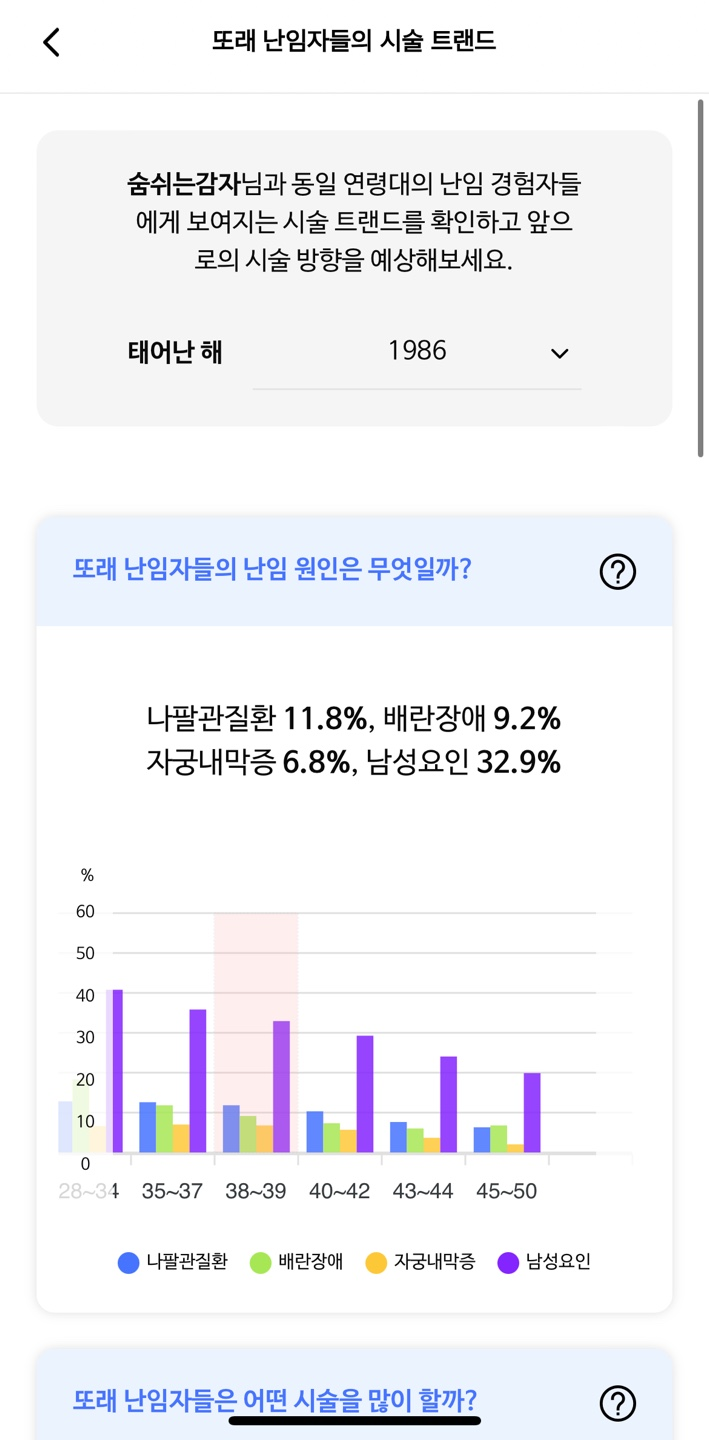 또래 난임자들의 시술 트랜드
숨쉬는감자님과 동일 연령대의 난임 경험자들
에게 보여지는 시술 트랜드를 확인하고 앞으
로의 시술 방향을 예상해보세요.
태어난 해 1986
또래 난임자들의 난임 원인은 무엇일까?
나팔관질환 11.8%, 배란장애 9.2%
자궁내막증 6.8%, 남성요인 32.9%
%
60
50
40
30
20
10
0
28~34 35~37 38~39 40~42 43~44 45~50
나팔관질환 배란장애 자궁내막증 남성요인
또래 난임자들은 어떤 시술을 많이 할까?